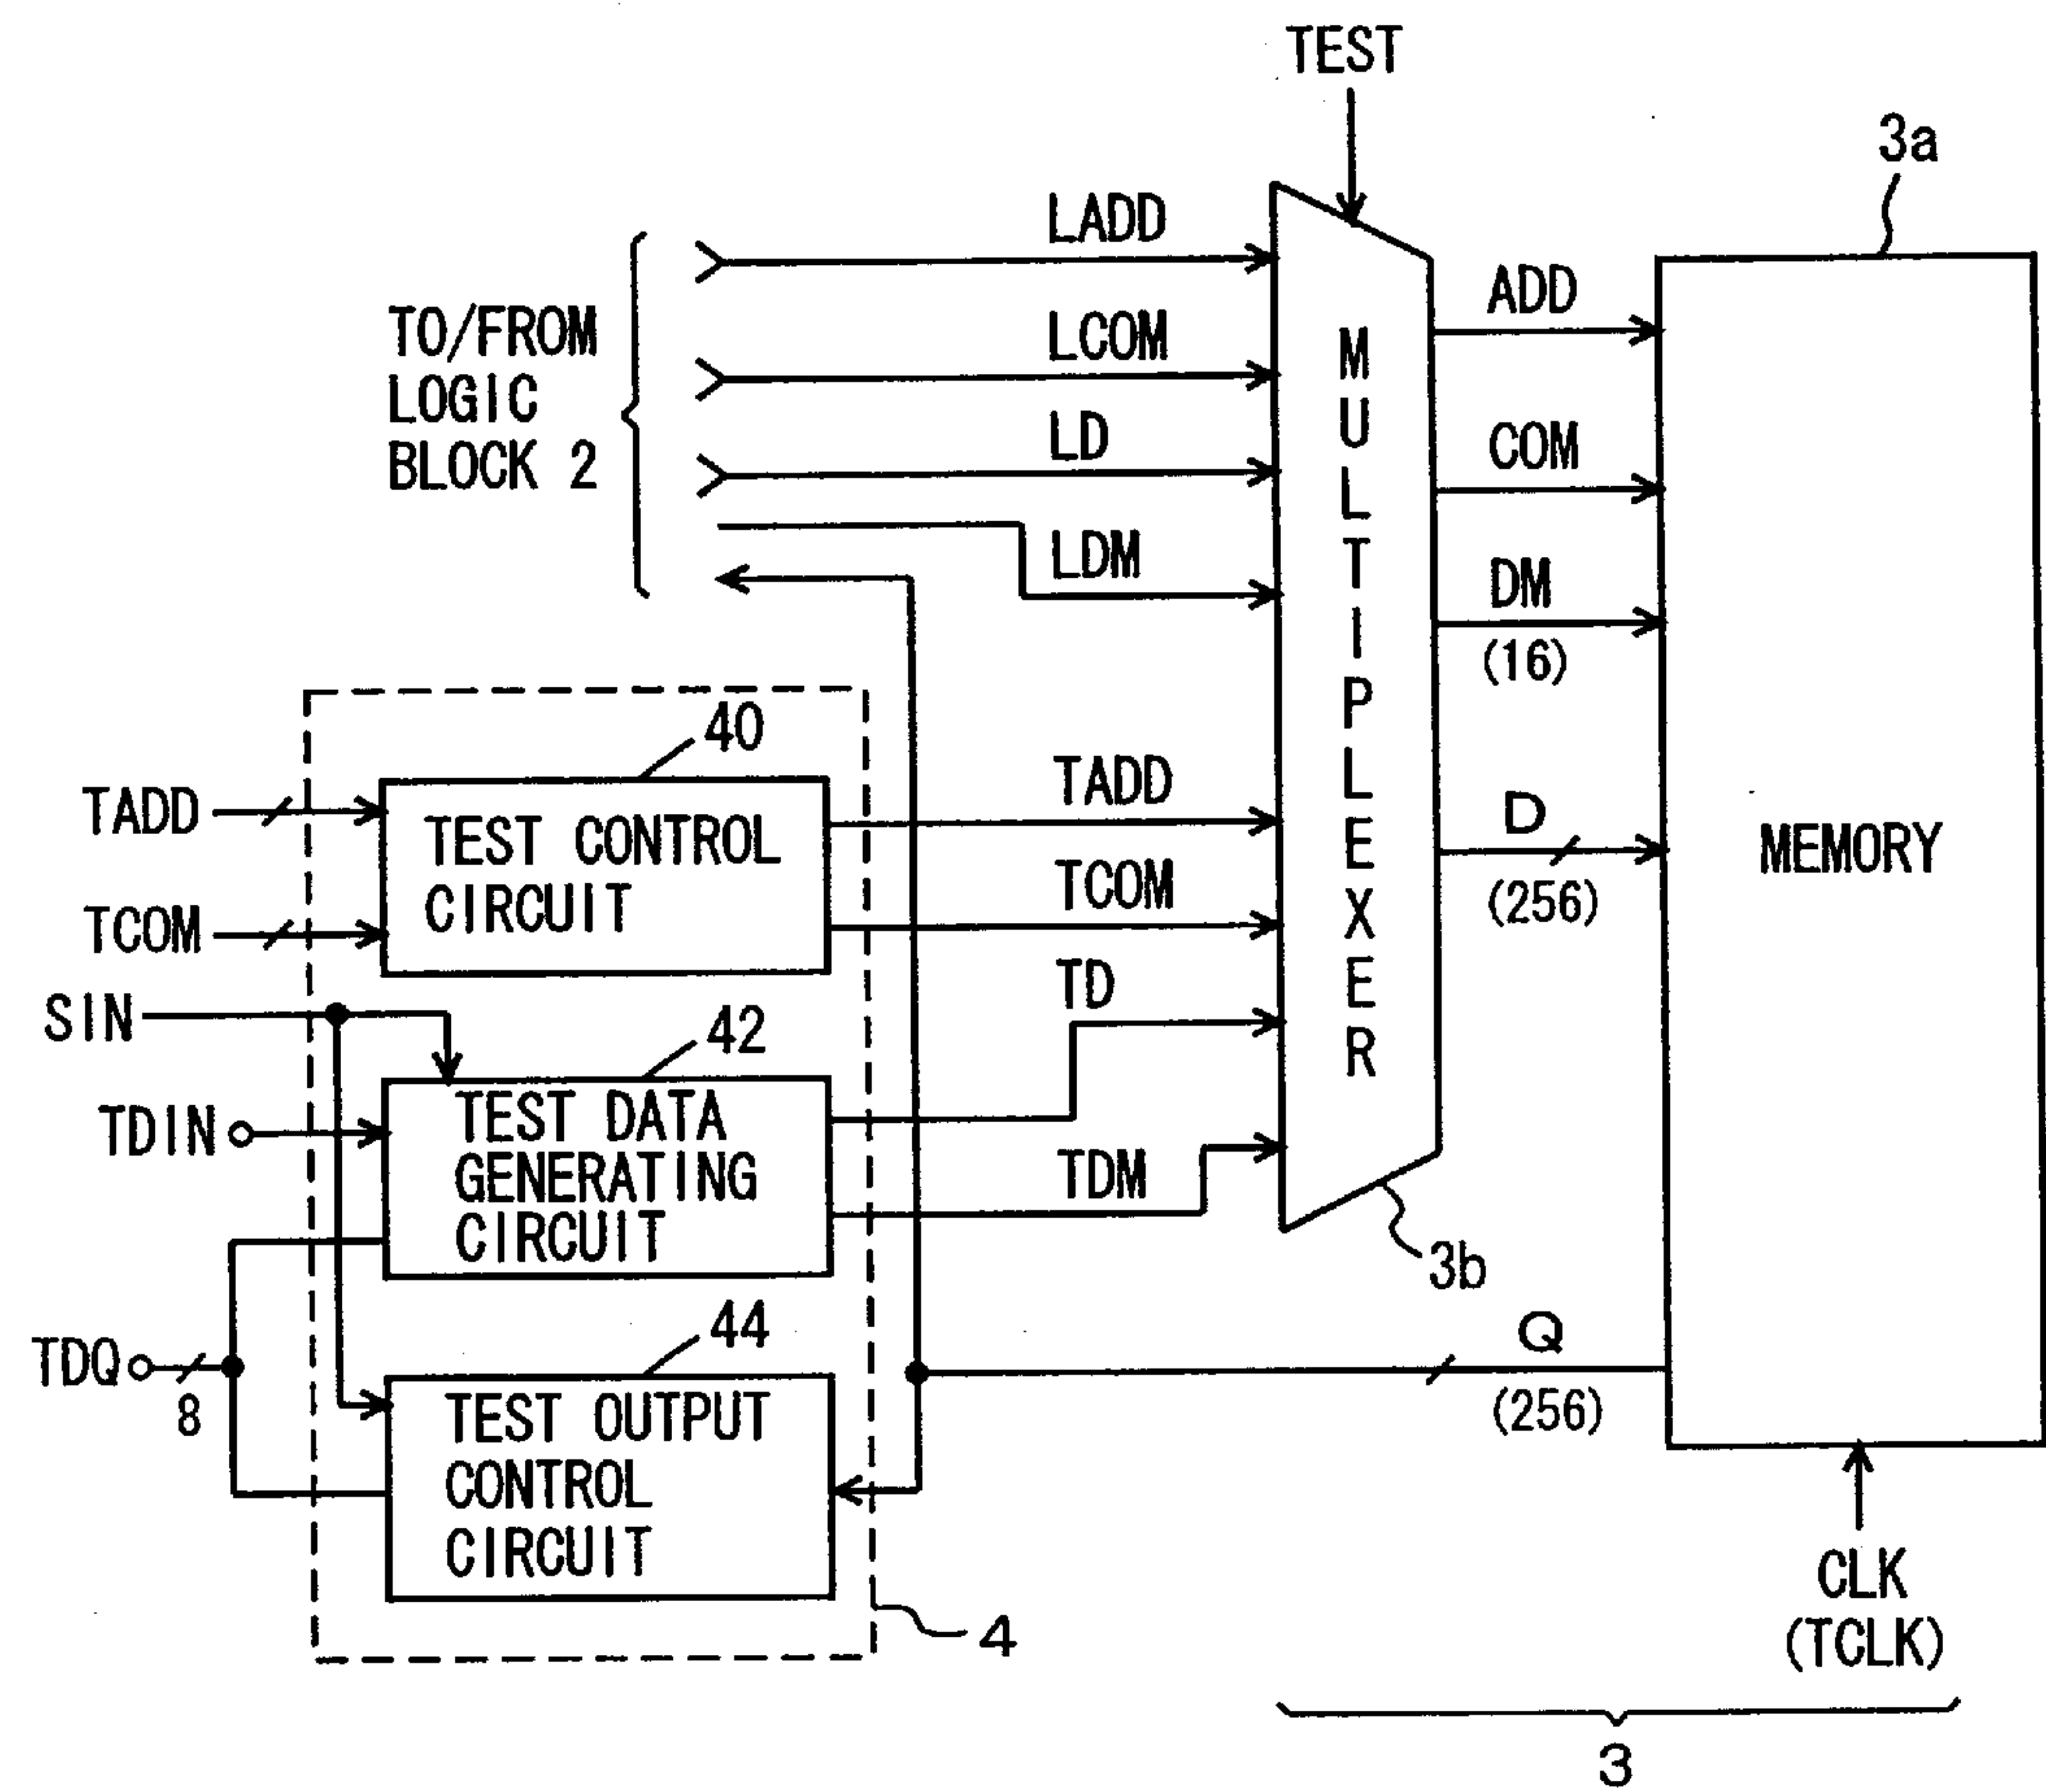 TEST
3a
LADD
ADD
TO/FROM
LOGIC
BLOCK 2
LCOM
LD
COM
LDM
DM
(16)
MULTIPLEXER
40
TADD
TEST CONTROL
CIRCUIT
TADD
D
(256)
MEMORY
TCOM
TCOM
SIN
42
TD
TDIN
TEST DATA
GENERATING
CIRCUIT
TDM
3b
TDQ
8
44
TEST OUTPUT
CONTROL
CIRCUIT
Q
(256)
4
CLK
(TCLK)
3